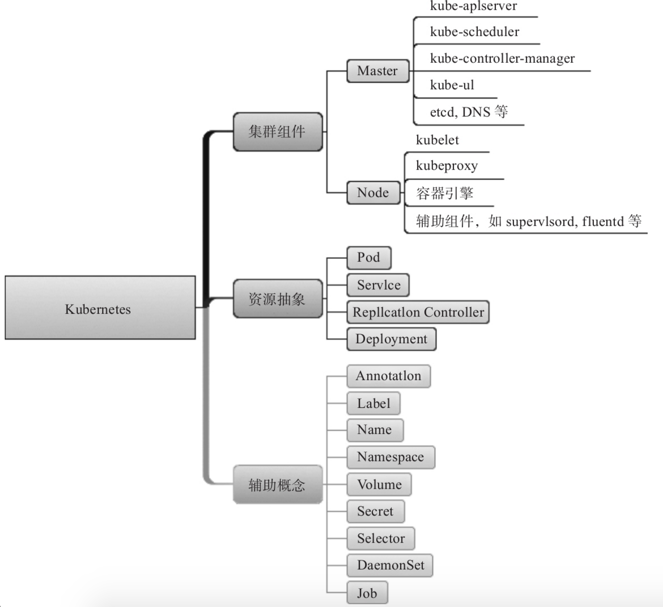 Kubernetes
集群组件
Master
kube-aplserver
kube-scheduler
kube-controller-manager
kube-ul
etcd, DNS 等
Node
kubelet
kubeproxy
容器引擎
辅助组件，如 supervlsord, fluentd 等
资源抽象
Pod
Servlce
Repllcatlon Controller
Deployment
辅助概念
Annotatlon
Label
Name
Namespace
Volume
Secret
Selector
DaemonSet
Job